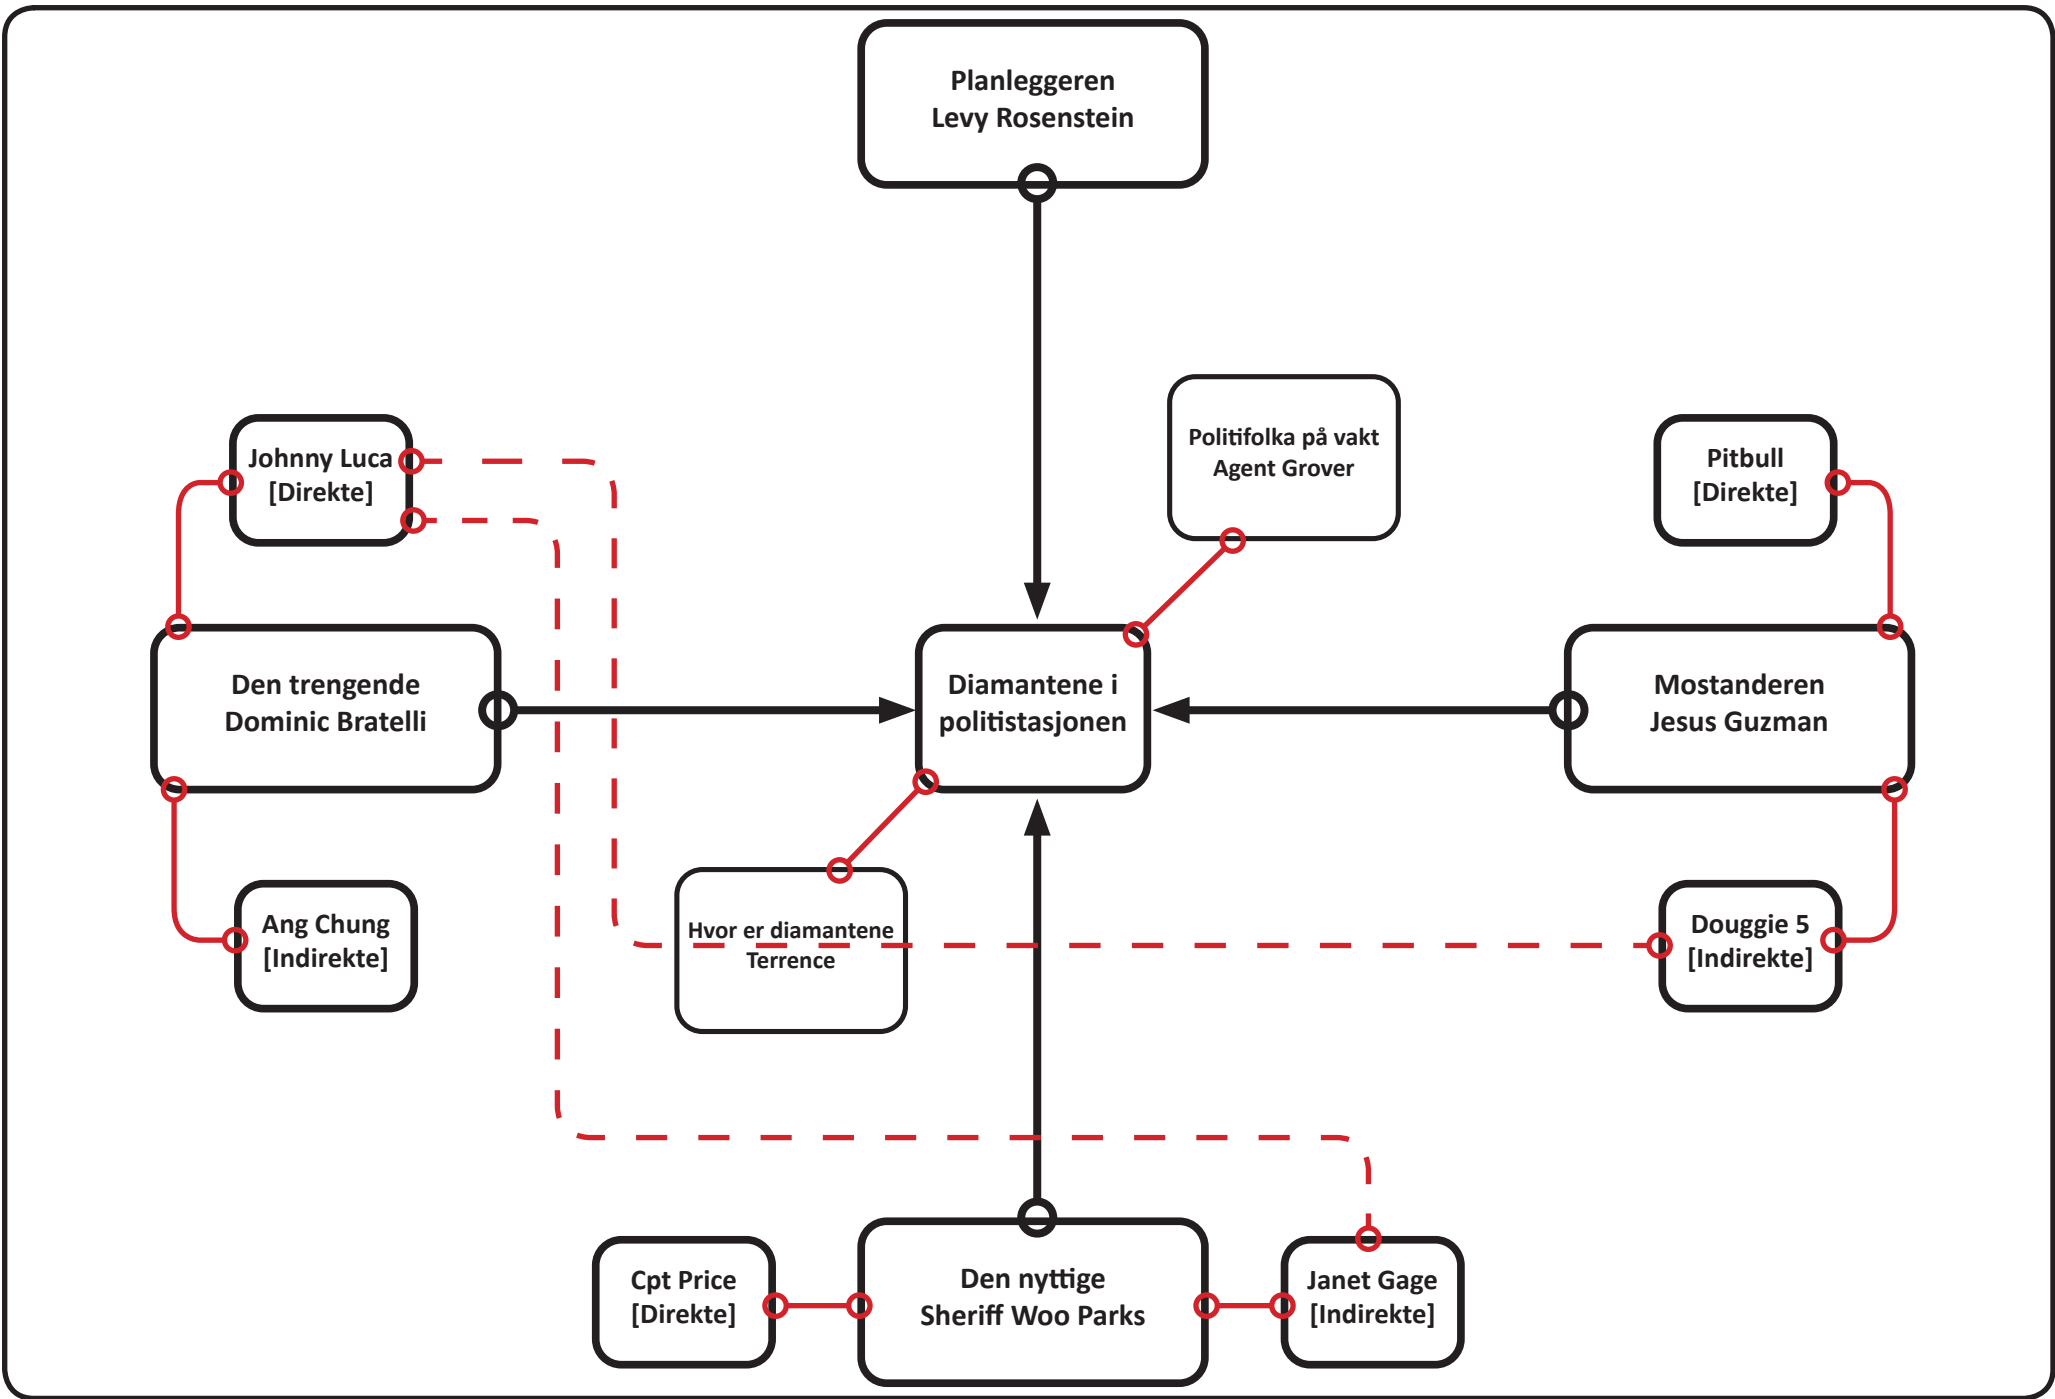 Planleggeren
Levy Rosenstein
Politifolka på vakt
Agent Grover
Johnny Luca
[Direkte]
Pitbull
[Direkte]
Den trengende
Dominic Bratelli
Diamantene i
politistasjonen
Mostanderen
Jesus Guzman
Ang Chung
[Indirekte]
Hvor er diamantene
Terrence
Douggie 5
[Indirekte]
Cpt Price
[Direkte]
Den nyttige
Sheriff Woo Parks
Janet Gage
[Indirekte]